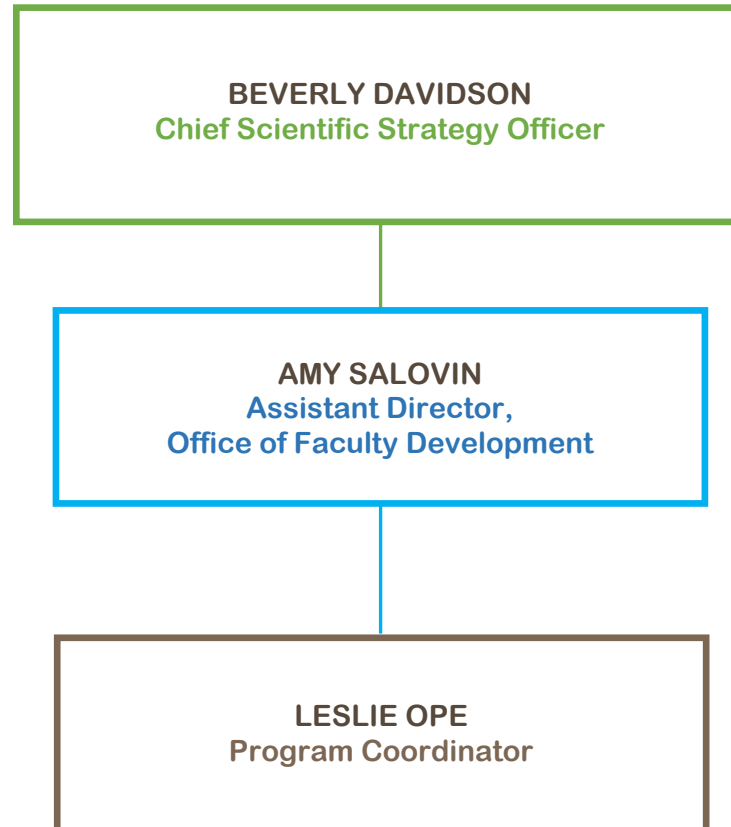 BEVERLY DAVIDSON
Chief Scientific Strategy Officer
AMY SALOVIN
Assistant Director,
Office of Faculty Development
LESLIE OPE
Program Coordinator